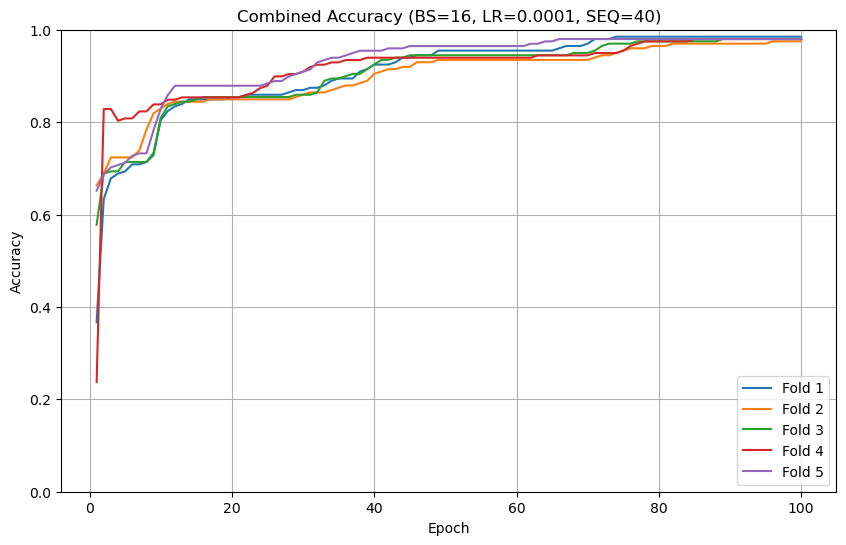 Combined Accuracy (BS=16, LR=0.0001, SEQ=40)
Accuracy
1.0
0.8
0.6
0.4
0.2
0.0
0 20 40 60 80 100
Epoch
Fold 1
Fold 2
Fold 3
Fold 4
Fold 5